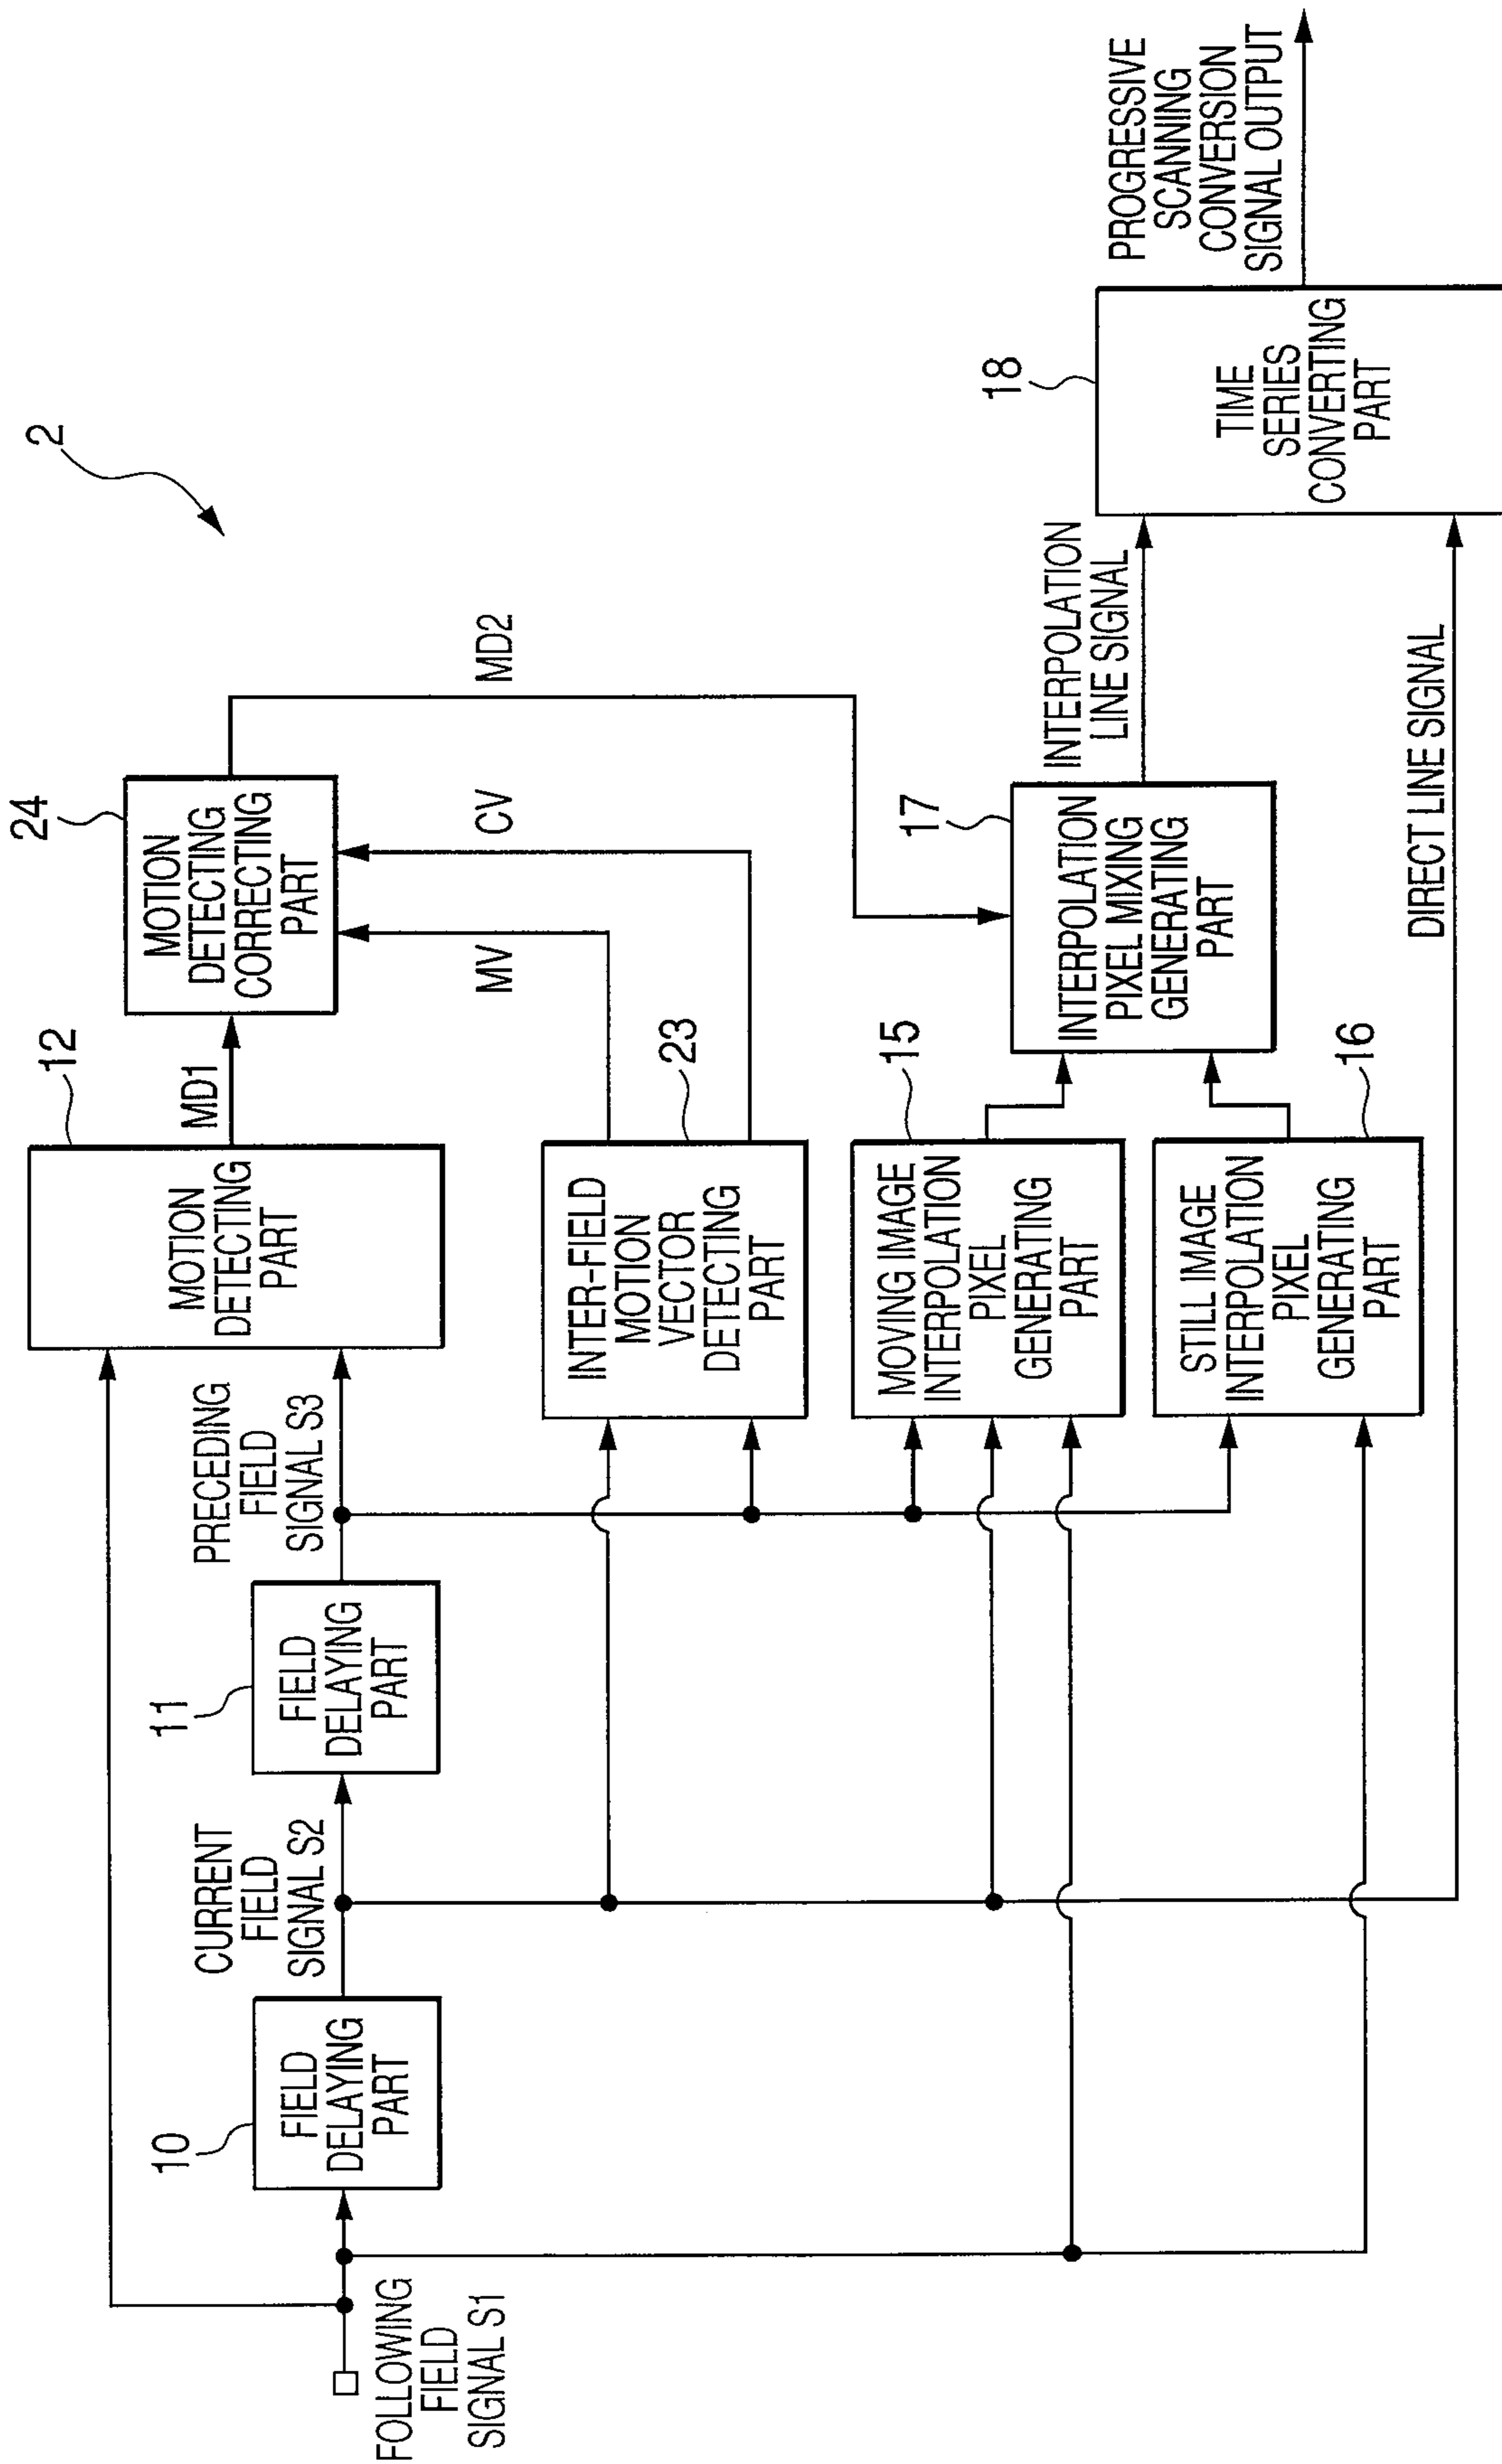 2
FOLLOWING
FIELD
SIGNAL S1
10
FIELD
DELAYING
PART
CURRENT
FIELD
SIGNAL S2
11
FIELD
DELAYING
PART
PRECEDING
FIELD
SIGNAL S3
12
MOTION
DETECTING
PART
MD1
24
MOTION
DETECTING
CORRECTING
PART
MD2
MV
CV
23
INTER-FIELD
MOTION
VECTOR
DETECTING
PART
15
MOVING IMAGE
INTERPOLATION
PIXEL
GENERATING
PART
16
STILL IMAGE
INTERPOLATION
PIXEL
GENERATING
PART
17
INTERPOLATION
PIXEL MIXING
GENERATING
PART
INTERPOLATION
LINE SIGNAL
DIRECT LINE SIGNAL
18
TIME
SERIES
CONVERTING
PART
PROGRESSIVE
SCANNING
CONVERSION
SIGNAL OUTPUT